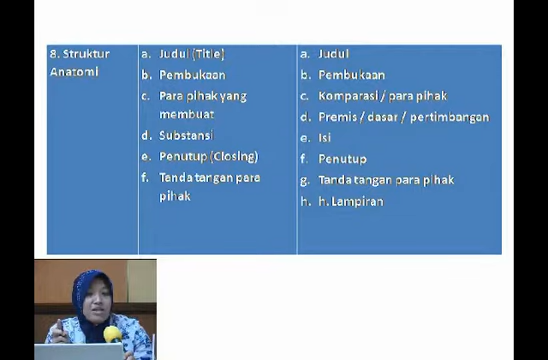 8. Struktur
Anatomi
a. Judul (Title)
b. Pembukaan
c. Para pihak yang
membuat
d. Substansi
e. Penutup (Closing)
f. Tanda tangan para
pihak
a. Judul
b. Pembukaan
c. Komparasi / para pihak
d. Premis / dasar / pertimbangan
e. Isi
f. Penutup
g. Tanda tangan para pihak
h. h. Lampiran